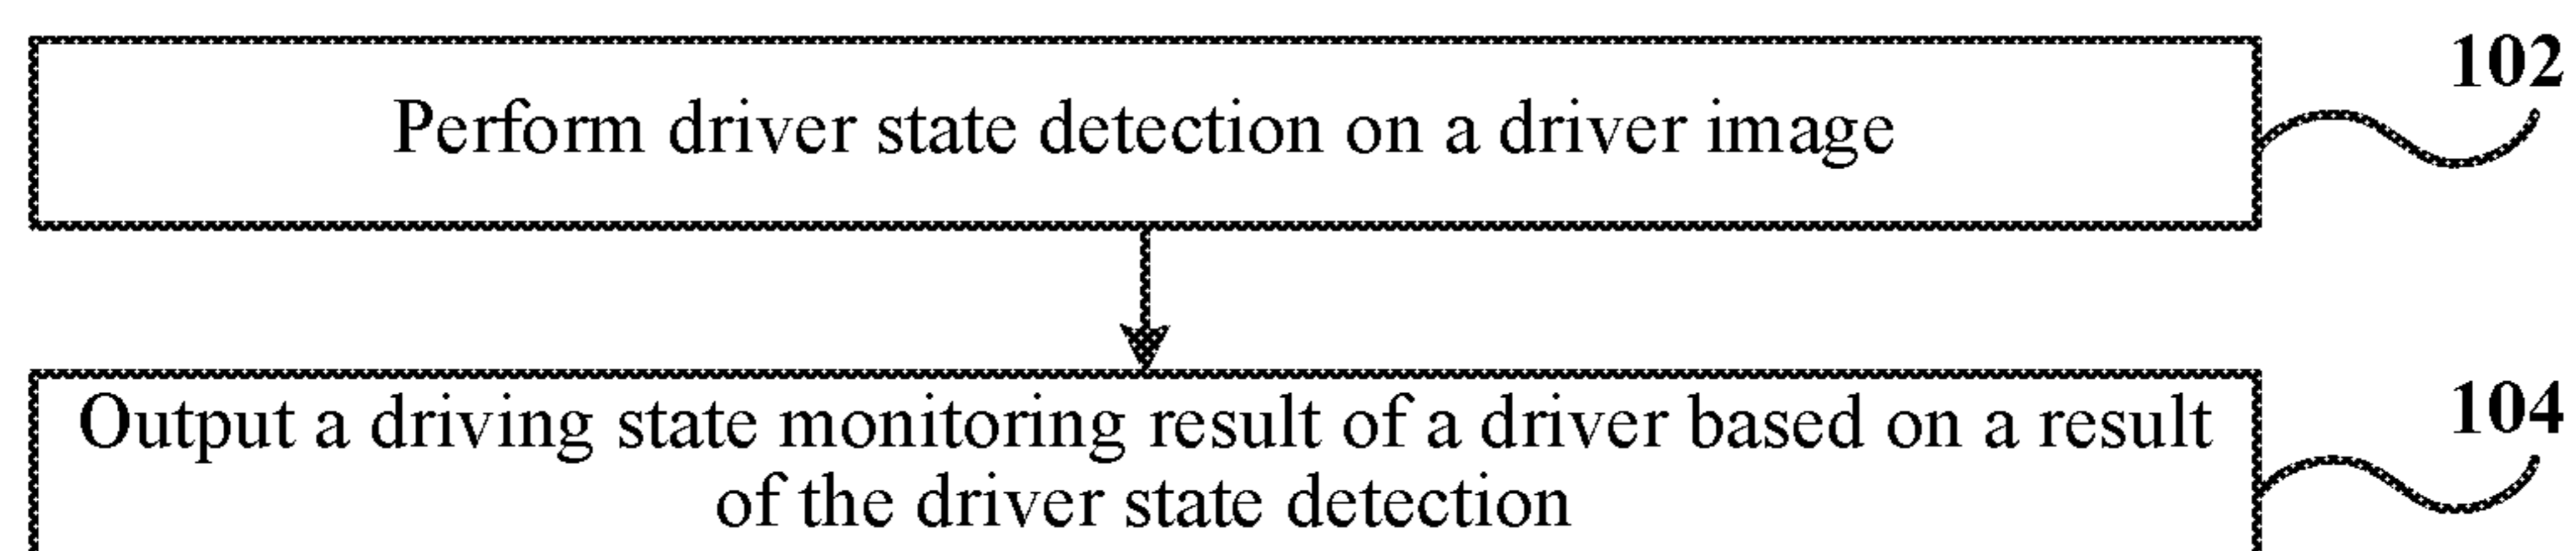 102
Perform driver state detection on a driver image
104
Output a driving state monitoring result of a driver based on a result
of the driver state detection